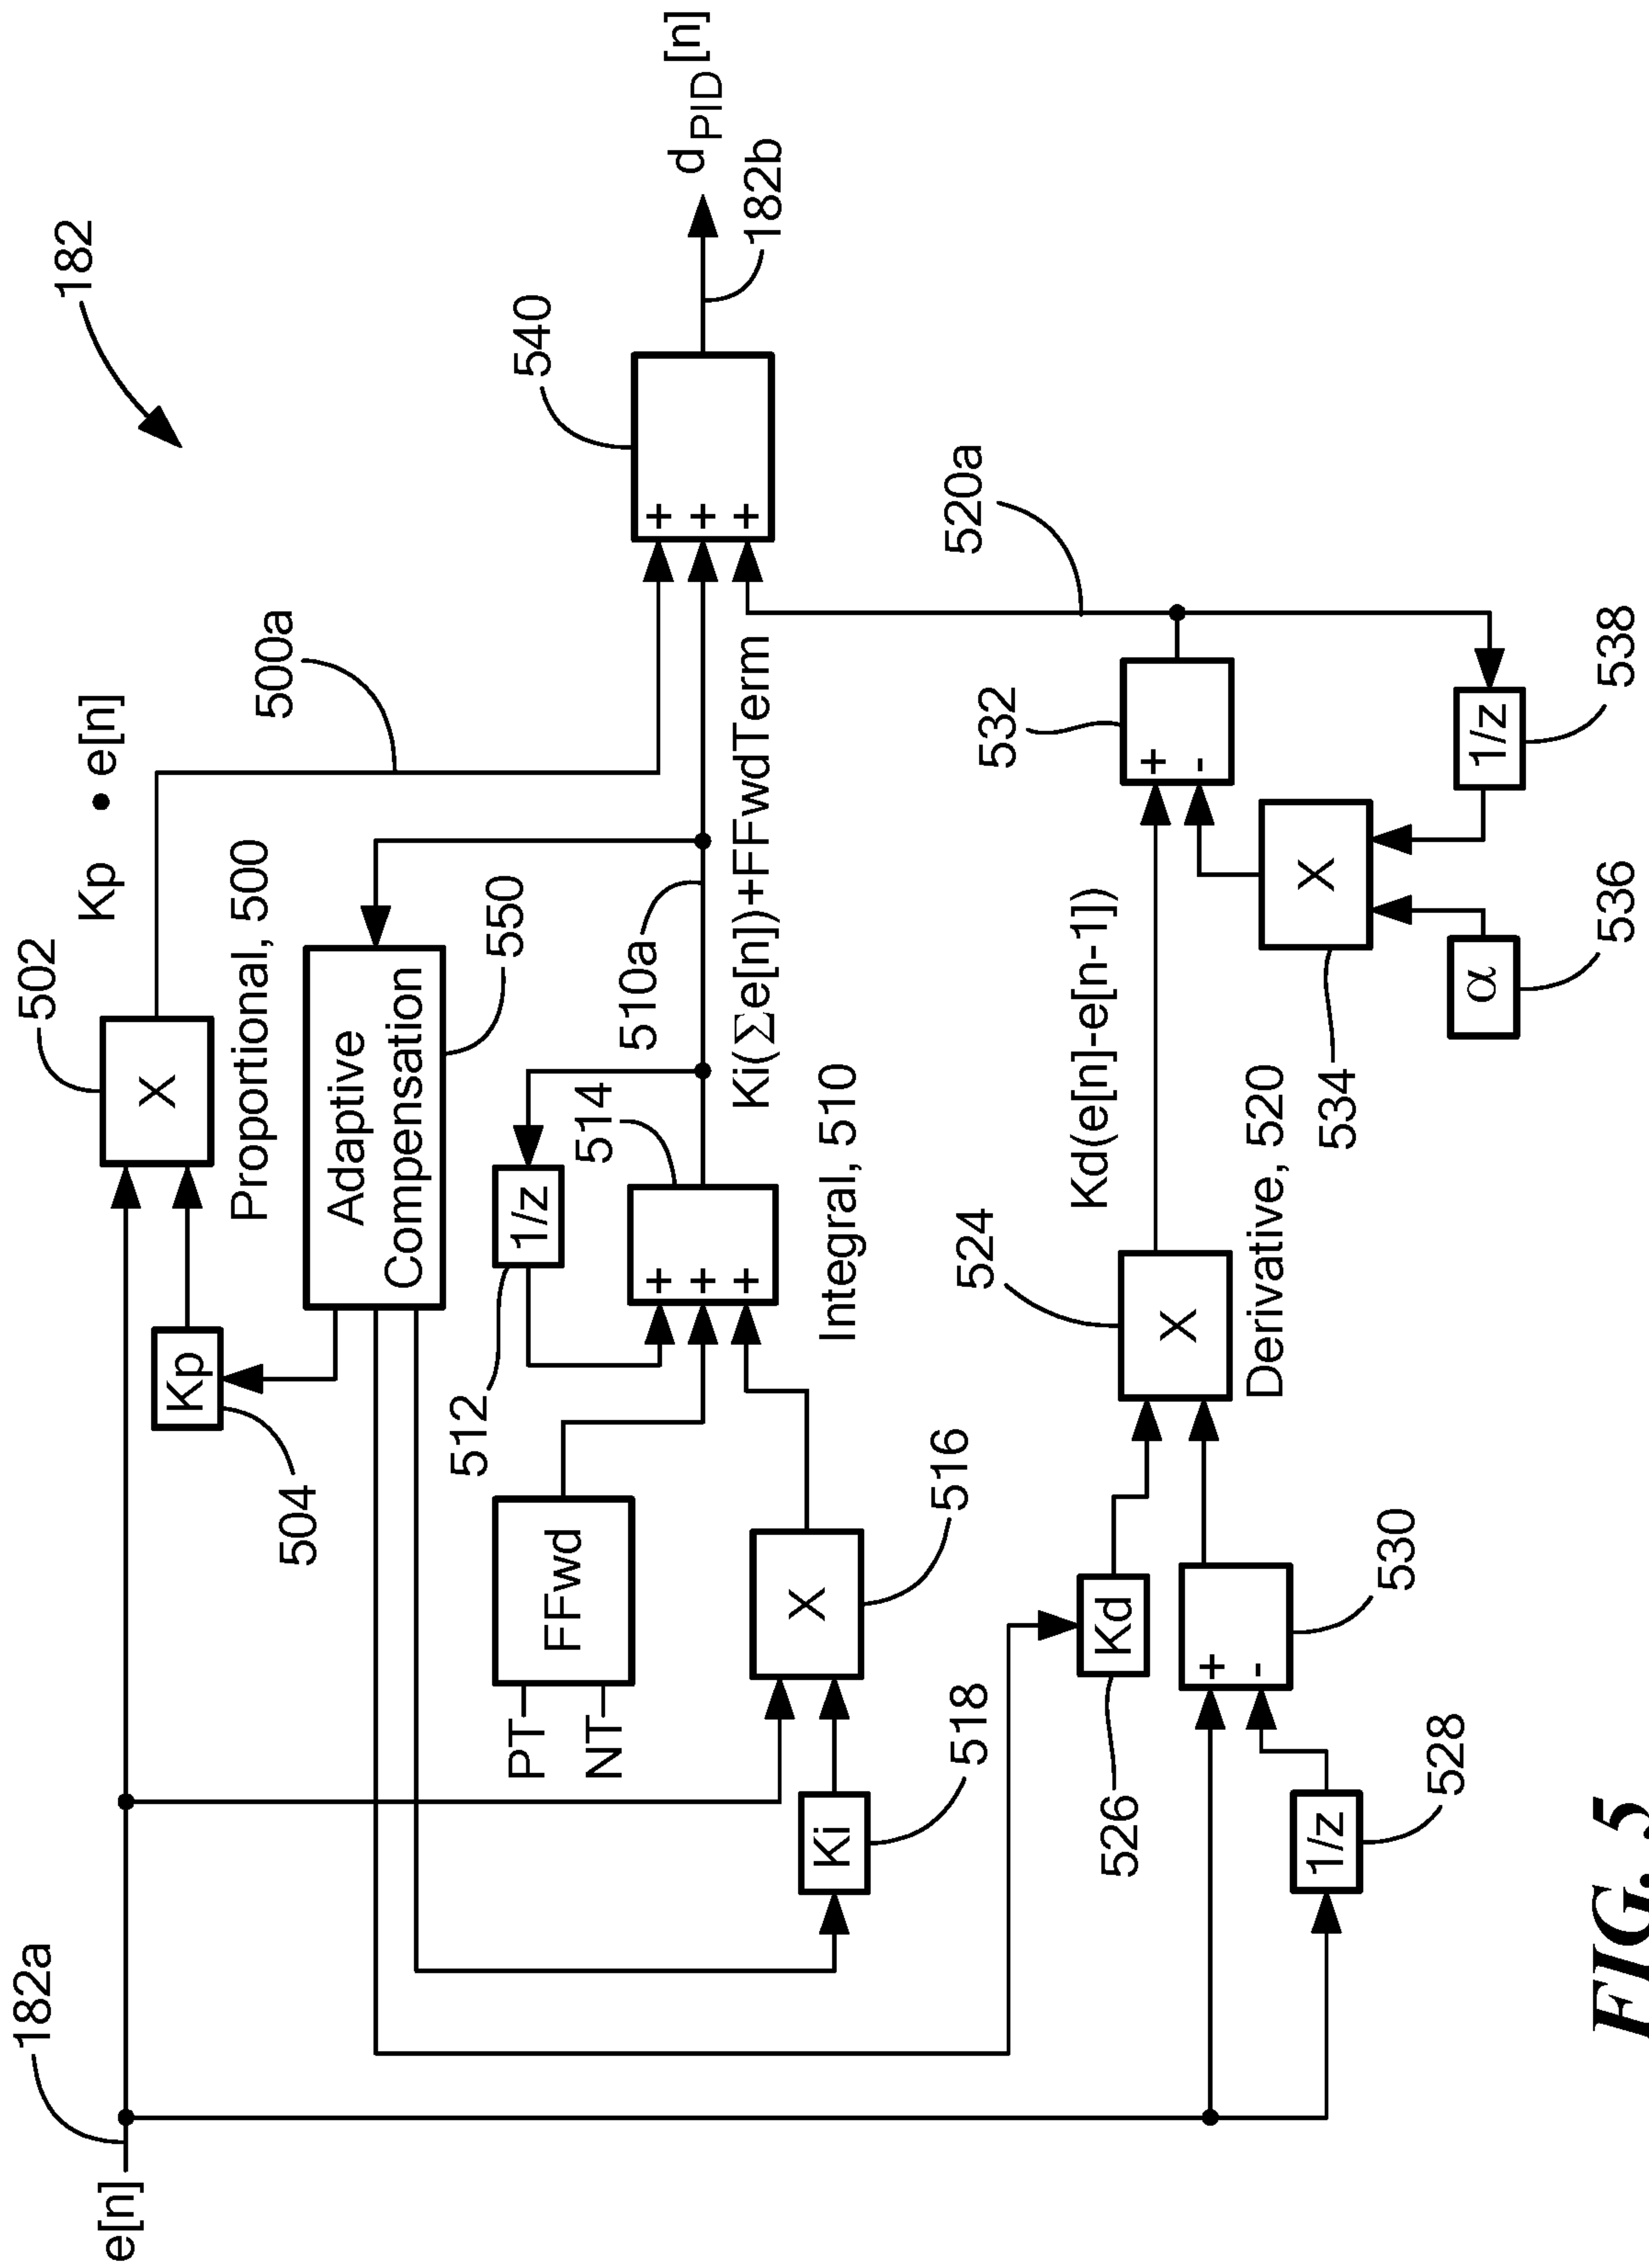 182
e[n]
182a
504
Kp
502
X
Kp • e[n]
Proportional, 500
500a
Adaptive
Compensation
550
540
+
+
+
d PID [n]
182b
512
1/z
514
PT
NT
FFwd
+
+
+
510a
Ki(Σe[n])+FFwdTerm
Integral, 510
X
516
Ki
518
526
Kd
524
X
Kd(e[n]-e[n-1])
Derivative, 520
532
+
-
520a
530
+
-
1/z
528
534
X
α
536
1/z
538
FIG. 5